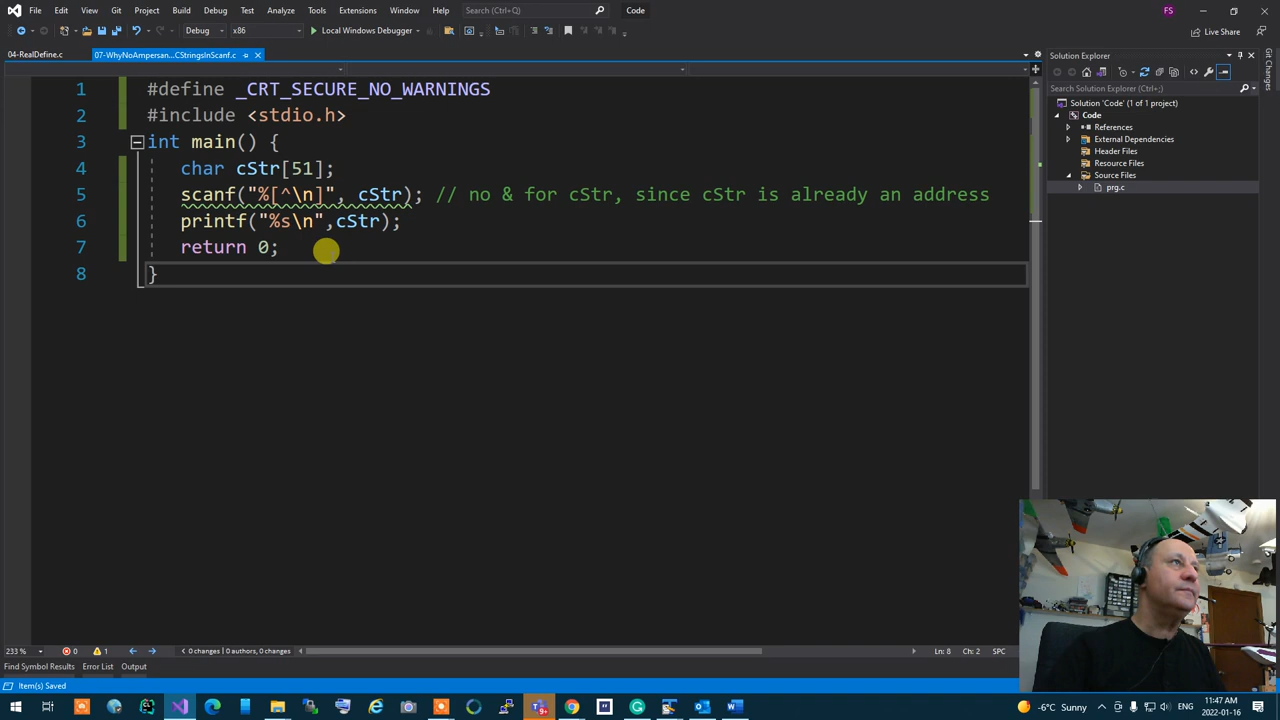 File Edit View Git Project Build Debug Test Analyze Tools Extensions Window Help Search (Ctrl+Q) Code FS
Debug x86 Local Windows Debugger Live Share
04-RealDefine.c 07-WhyNoAmpersan...CStringsInScanf.c
1 #define _CRT_SECURE_NO_WARNINGS
2 #include <stdio.h>
3 int main() {
4 char cStr[51];
5 scanf("%[^\n]", cStr); // no & for cStr, since cStr is already an address
6 printf("%s\n",cStr);
7 return 0;
8 }
Solution Explorer
Search Solution Explorer (Ctrl+;)
Solution 'Code' (1 of 1 project)
Code
References
External Dependencies
Header Files
Resource Files
Source Files
prg.c
Git Changes
233 % 0 1 0 changes | 0 authors, 0 changes Ln: 8 Ch: 2 SPC
Find Symbol Results Error List Output
Item(s) Saved
-6°C Sunny ENG 11:47 AM
2022-01-16